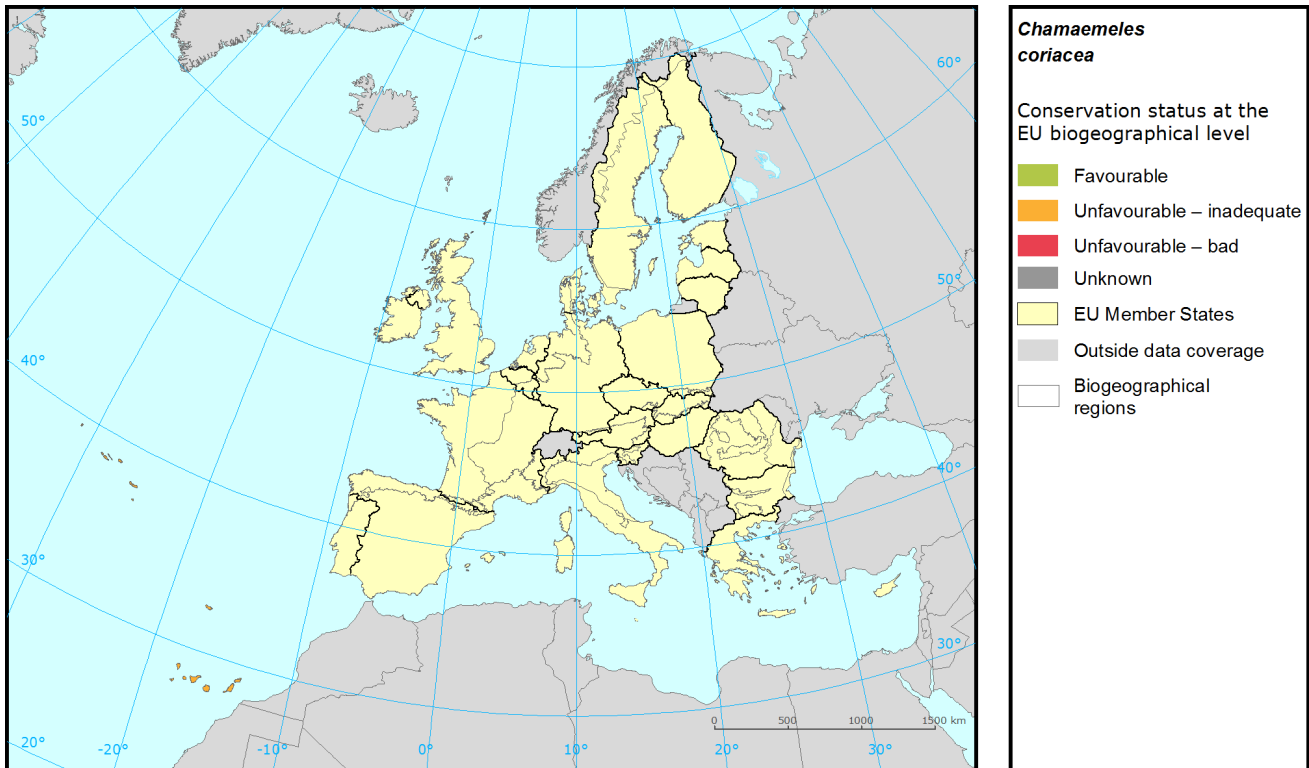 Chamaemeles
coriacea
Conservation status at the
EU biogeographical level
Favourable
Unfavourable – inadequate
Unfavourable – bad
Unknown
EU Member States
Outside data coverage
Biogeographical
regions
60°
50°
50°
40°
40°
30°
30°
0 500 1000 1500 km
20° -20° -10° 0° 10° 20° 30°